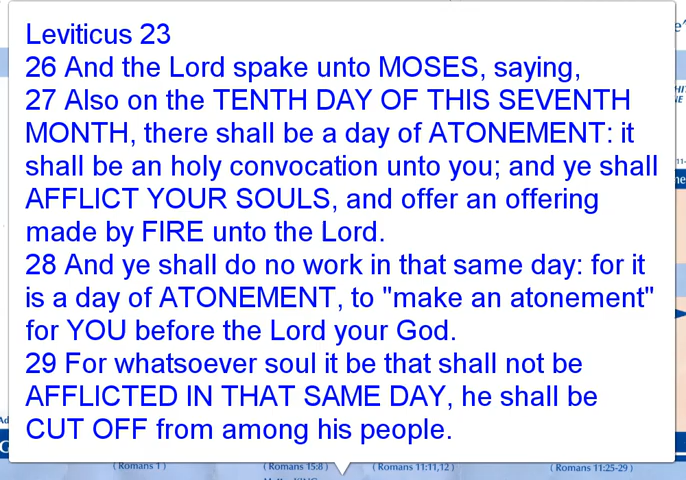 Leviticus 23
26 And the Lord spake unto MOSES, saying,
27 Also on the TENTH DAY OF THIS SEVENTH
MONTH, there shall be a day of ATONEMENT: it
shall be an holy convocation unto you; and ye shall
AFFLICT YOUR SOULS, and offer an offering
made by FIRE unto the Lord.
28 And ye shall do no work in that same day: for it
is a day of ATONEMENT, to "make an atonement"
for YOU before the Lord your God.
29 For whatsoever soul it be that shall not be
AFFLICTED IN THAT SAME DAY, he shall be
CUT OFF from among his people.
( Romans 1 ) ( Romans 15:8 ) ( Romans 11:11,12 ) ( Romans 11:25-29 )